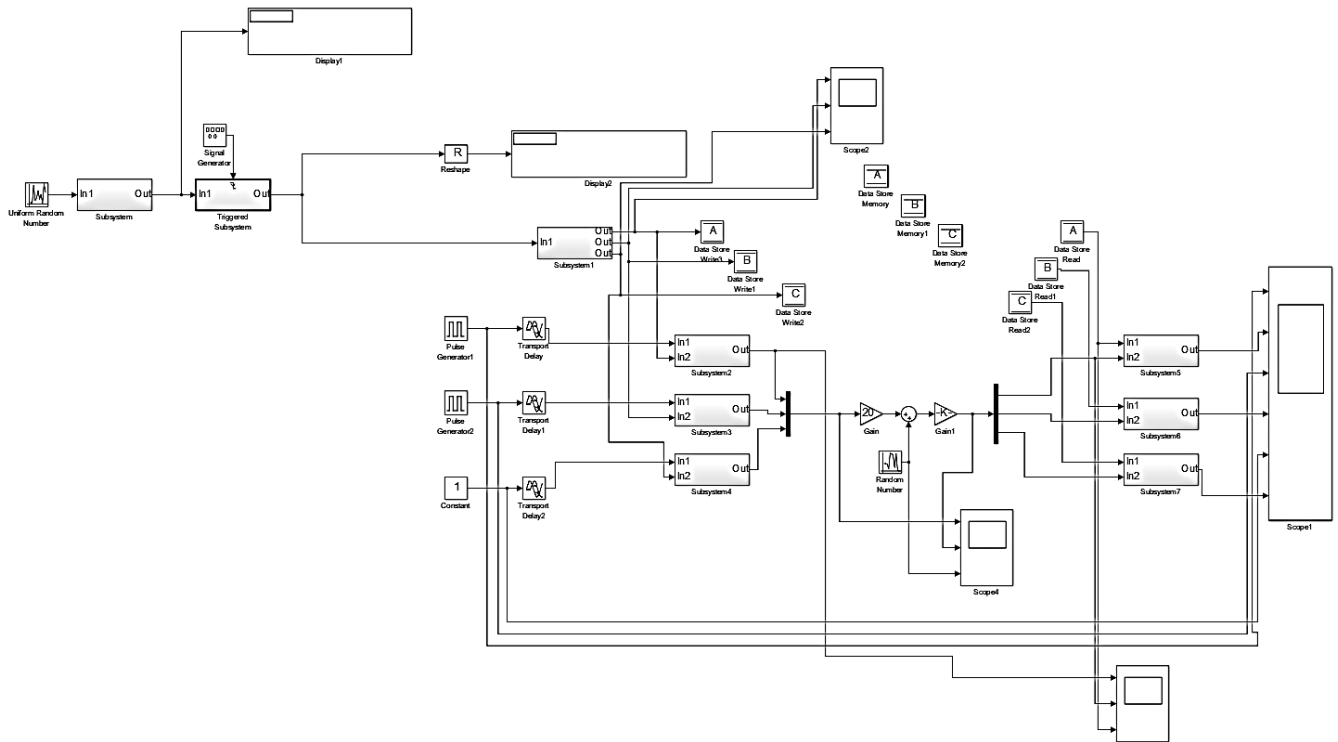 Display1
Scope2
Signal
Generator
R
Reshape
Display2
A
Data Store
Memory
In1 Out
Subsystem
In1 Out
Triggered
Subsystem
Uniform Random
Number
B
Data Store
Memory1
C
Data Store
Memory2
In1
Out
Out
Out
Subsystem1
A
Data Store
Write3
B
Data Store
Write1
C
Data Store
Write2
A
Data Store
Read
B
Data Store
Read1
C
Data Store
Read2
Pulse
Generator1
Transport
Delay
In1
In2
Out
Subsystem2
In1
In2
Out
Subsystem5
Pulse
Generator2
Transport
Delay1
In1
In2
Out
Subsystem3
20
Gain
+
+
-K-
Gain1
In1
In2
Out
Subsystem6
1
Constant
Transport
Delay2
In1
In2
Out
Subsystem4
Random
Number
In1
In2
Out
Subsystem7
Scope1
Scope4